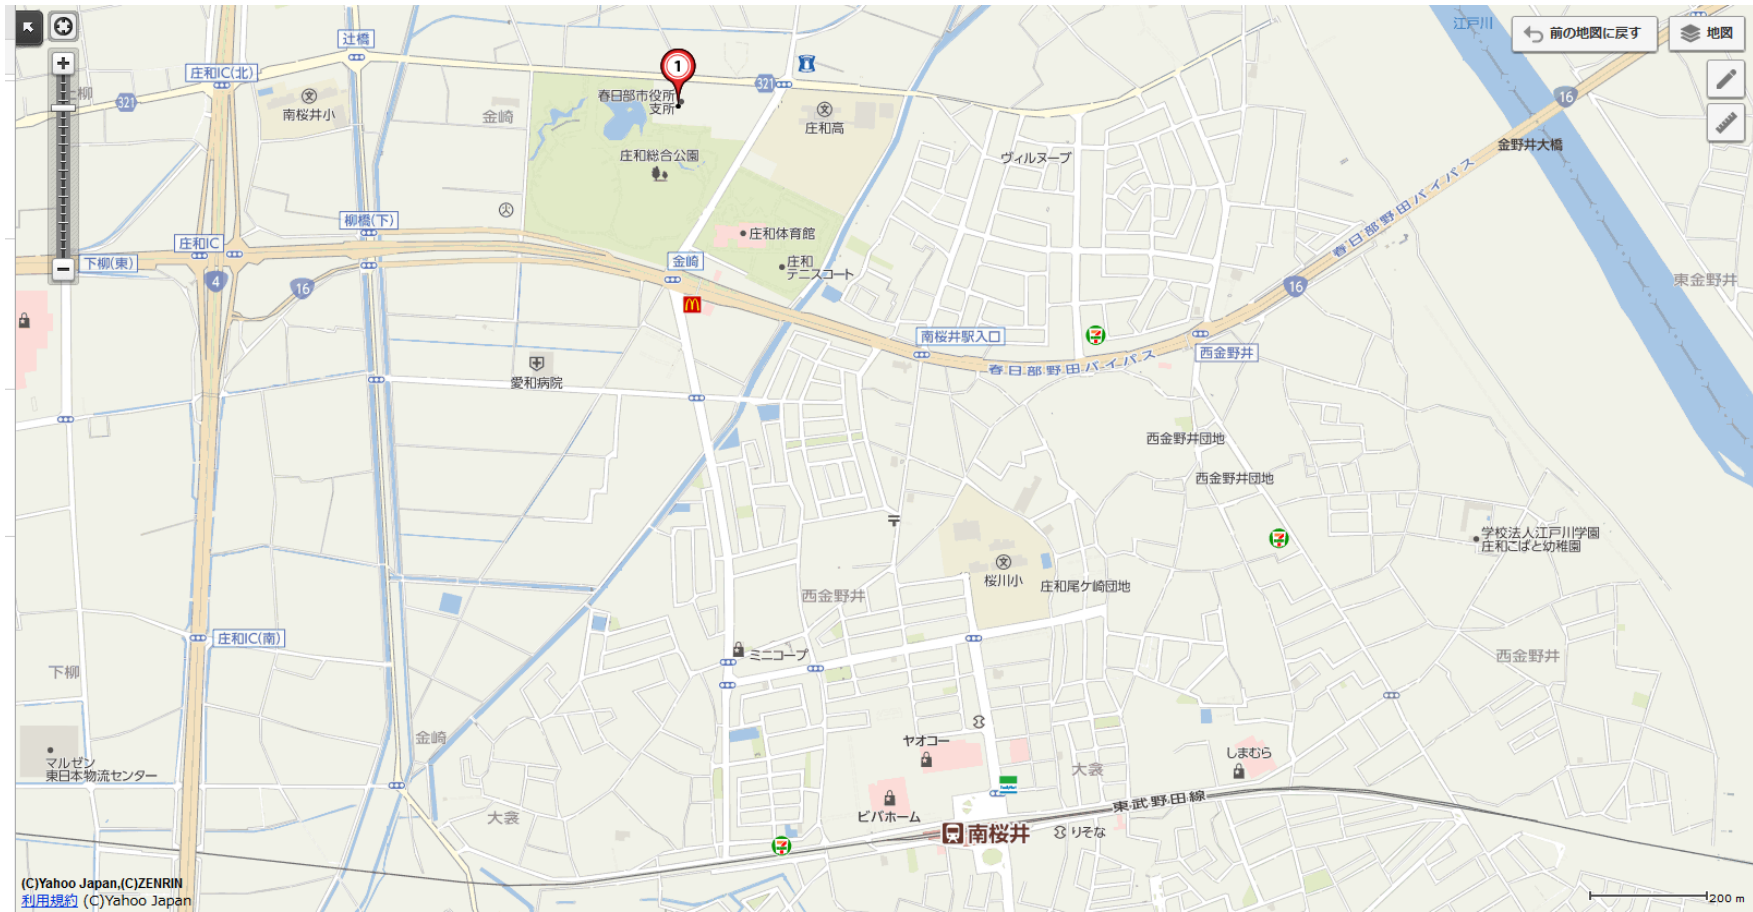 江戸川
前の地図に戻す
地図
辻橋
庄和IC(北)
上柳
321
南桜井小
金崎
1
春日部市役所
支所
321
庄和高
16
金野井大橋
庄和総合公園
ヴィルヌーブ
春日部野田バイパス
柳橋(下)
庄和IC
下柳(東)
庄和体育館
金崎
庄和
テニスコート
4
16
16
東金野井
南桜井駅入口
西金野井
春日部野田バイパス
愛和病院
西金野井団地
西金野井団地
学校法人江戸川学園
庄和こばと幼稚園
桜川小
庄和尾ケ崎団地
西金野井
庄和IC(南)
ミニコープ
西金野井
下柳
金崎
ヤオコー
しまむら
大衾
マルゼン
東日本物流センター
東武野田線
ビバホーム
大衾
南桜井
りそな
(C)Yahoo Japan,(C)ZENRIN
利用規約 (C)Yahoo Japan
200 m